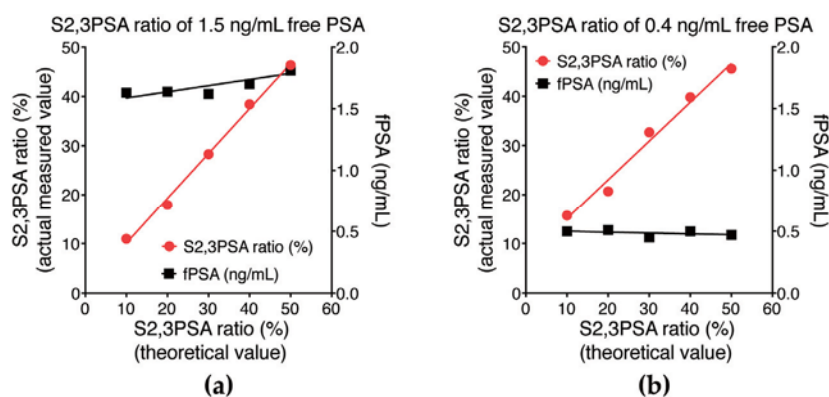 S2,3PSA ratio of 1.5 ng/mL free PSA
S2,3PSA ratio (%)
(actual measured value)
50
40
30
20
10
0
2.0
1.5
1.0
0.5
0.0
fPSA
(ng/mL)
S2,3PSA ratio (%)
fPSA (ng/mL)
0 10 20 30 40 50 60
S2,3PSA ratio (%)
(theoretical value)
(a)
S2,3PSA ratio of 0.4 ng/mL free PSA
S2,3PSA ratio (%)
(actual measured value)
50
40
30
20
10
0
2.0
1.5
1.0
0.5
0.0
fPSA
(ng/mL)
S2,3PSA ratio (%)
fPSA (ng/mL)
0 10 20 30 40 50 60
S2,3PSA ratio (%)
(theoretical value)
(b)